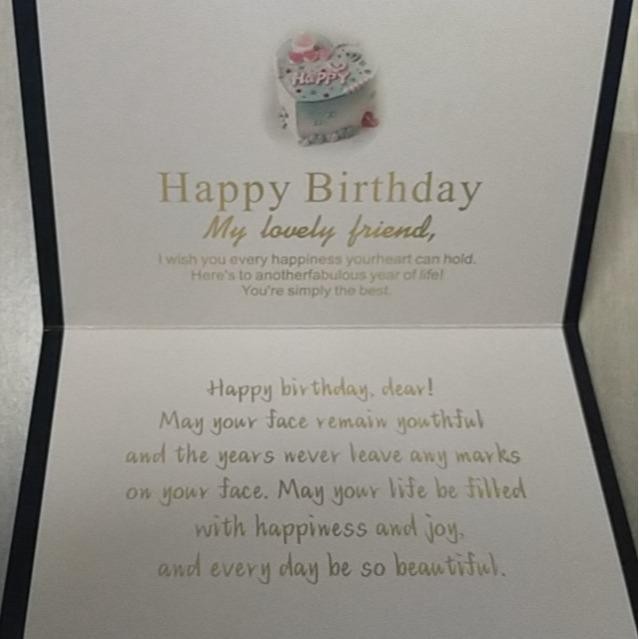 HaPPY
Happy Birthday
My lovely friend,
I wish you every happiness yourheart can hold.
Here's to anotherfabulous year of life!
You're simply the best.
Happy birthday, dear!
May your face remain youthful
and the years never leave any marks
on your face. May your life be filled
with happiness and joy,
and every day be so beautiful.